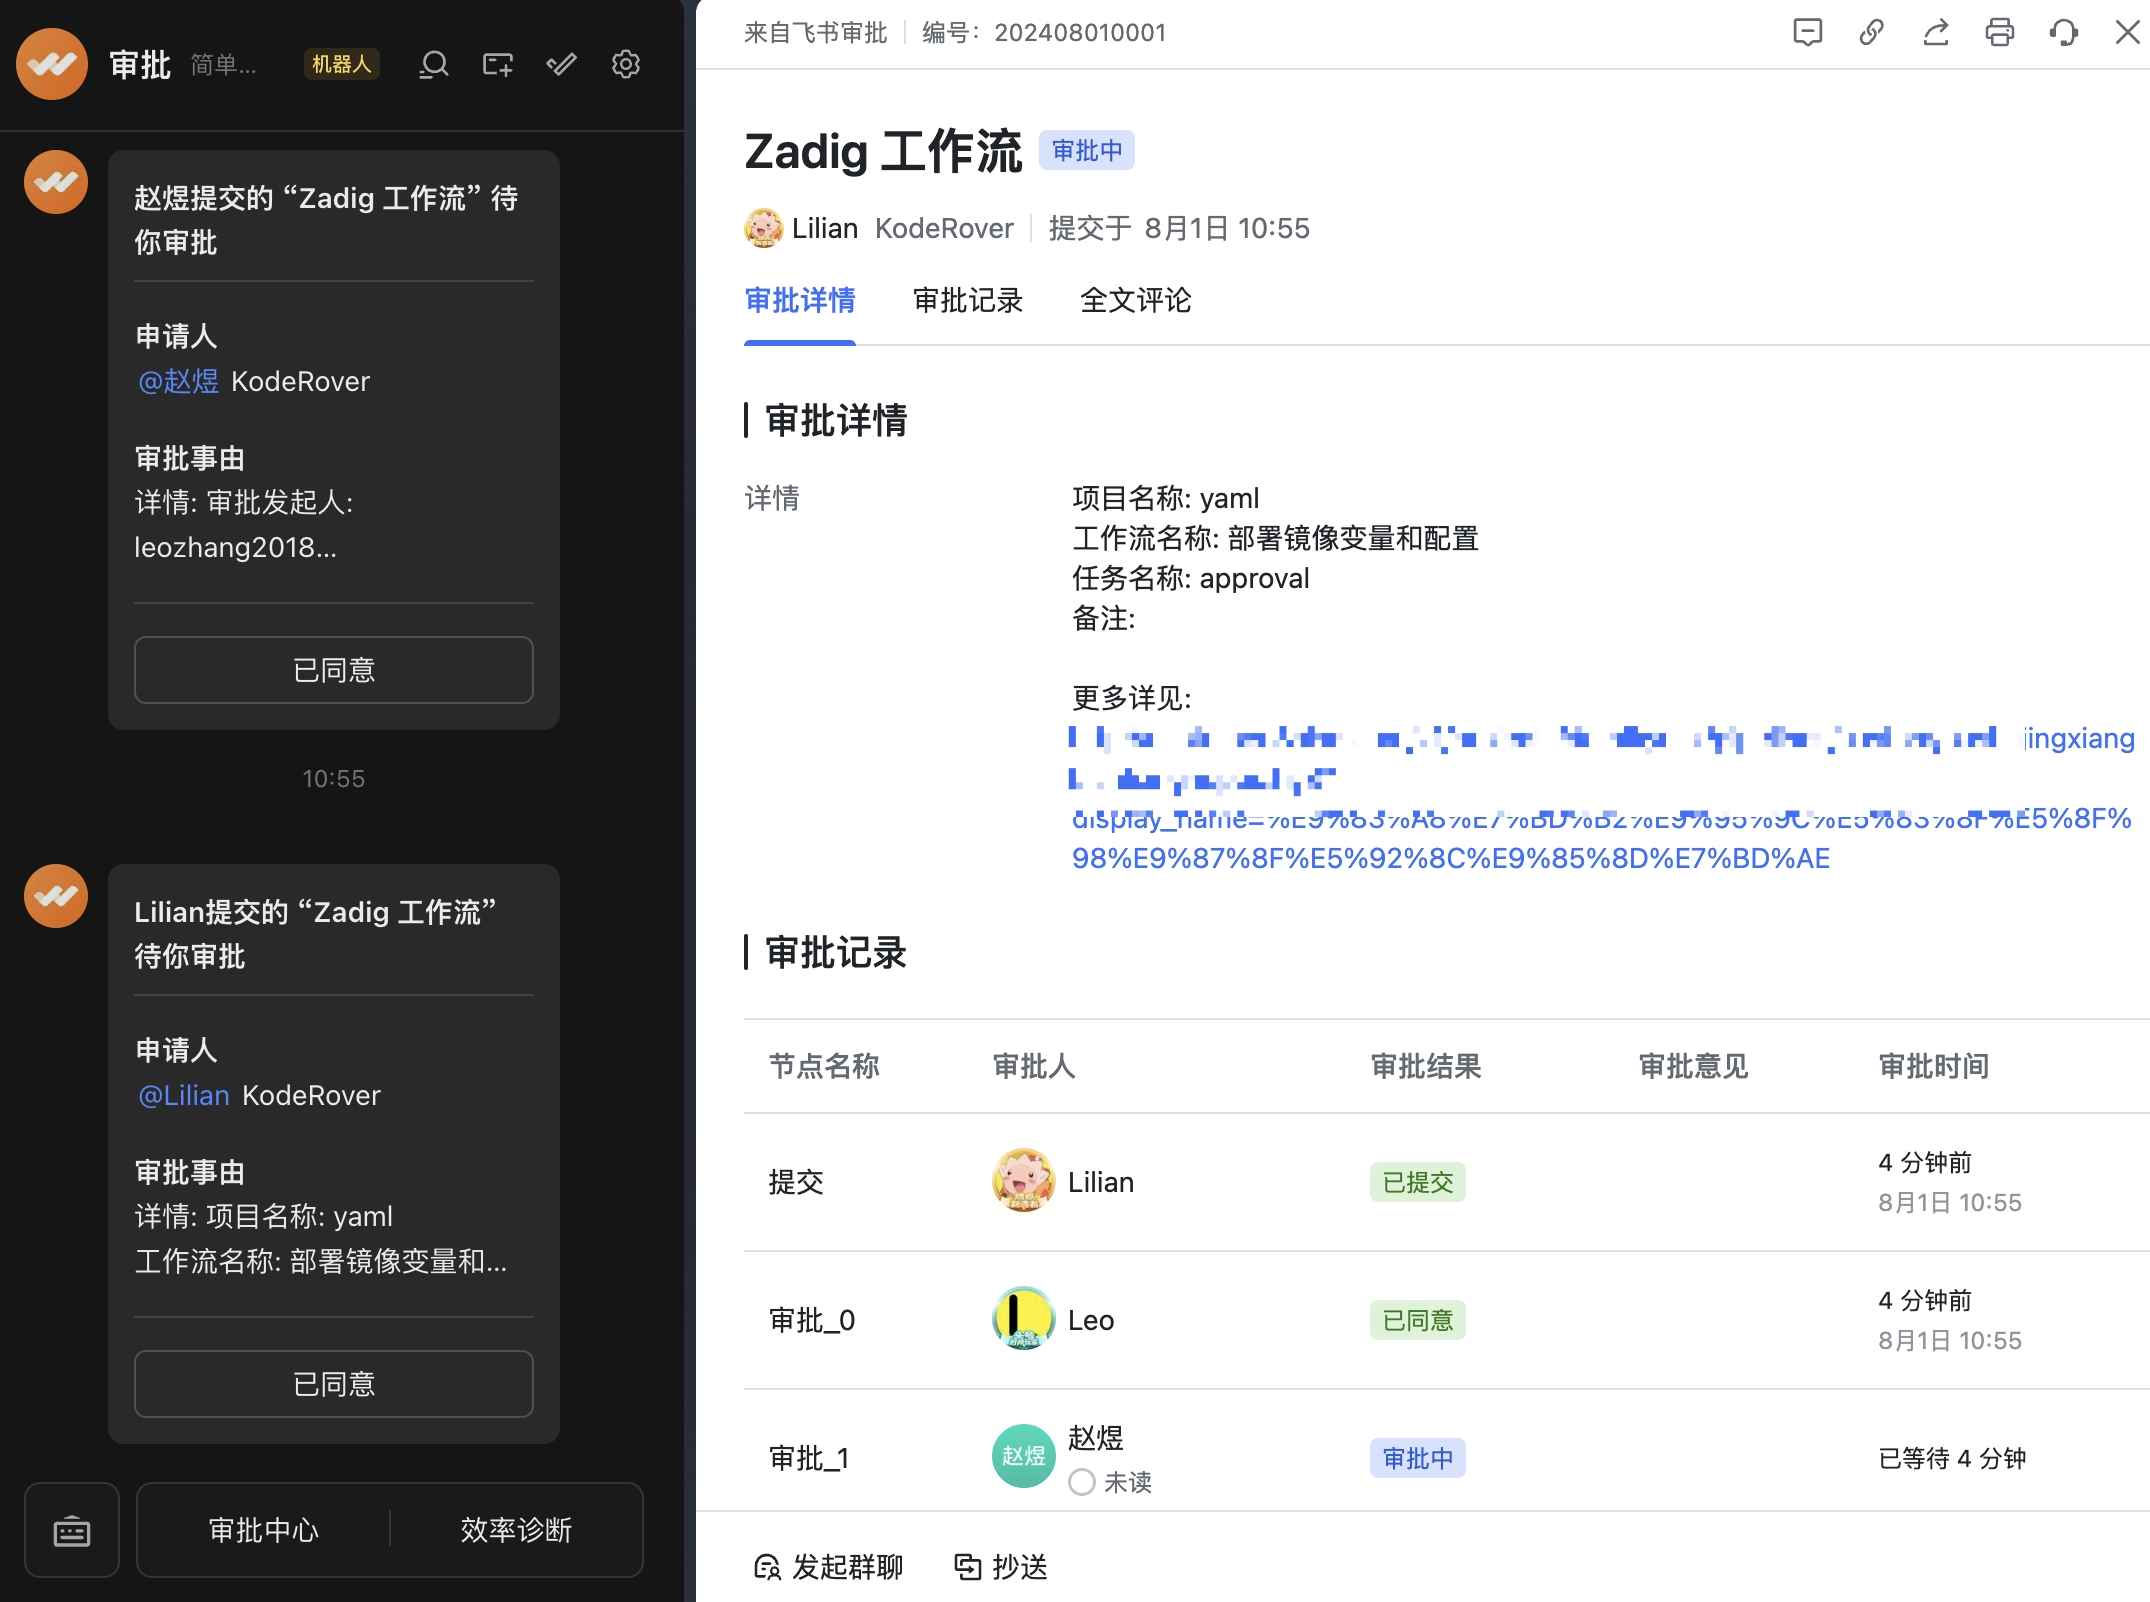 审批 简单... 机器人
赵煜提交的 “Zadig 工作流” 待
你审批
申请人
@赵煜 KodeRover
审批事由
详情: 审批发起人:
leozhang2018...
已同意
10:55
Lilian提交的 “Zadig 工作流”
待你审批
申请人
@Lilian KodeRover
审批事由
详情: 项目名称: yaml
工作流名称: 部署镜像变量和...
已同意
审批中心 效率诊断
来自飞书审批 编号: 202408010001
Zadig 工作流 审批中
Lilian KodeRover 提交于 8月1日 10:55
审批详情 审批记录 全文评论
审批详情
详情
项目名称: yaml
工作流名称: 部署镜像变量和配置
任务名称: approval
备注:
更多详见:
jingxiang
display_name=%E9%83%A8%E7%BD%B2%E9%95%9C%E5%83%8F%E5%8F%
98%E9%87%8F%E5%92%8C%E9%85%8D%E7%BD%AE
审批记录
节点名称 审批人 审批结果 审批意见 审批时间
提交 Lilian 已提交 4 分钟前
8月1日 10:55
审批_0 Leo 已同意 4 分钟前
8月1日 10:55
审批_1 赵煜 赵煜 审批中 已等待 4 分钟
未读
发起群聊 抄送